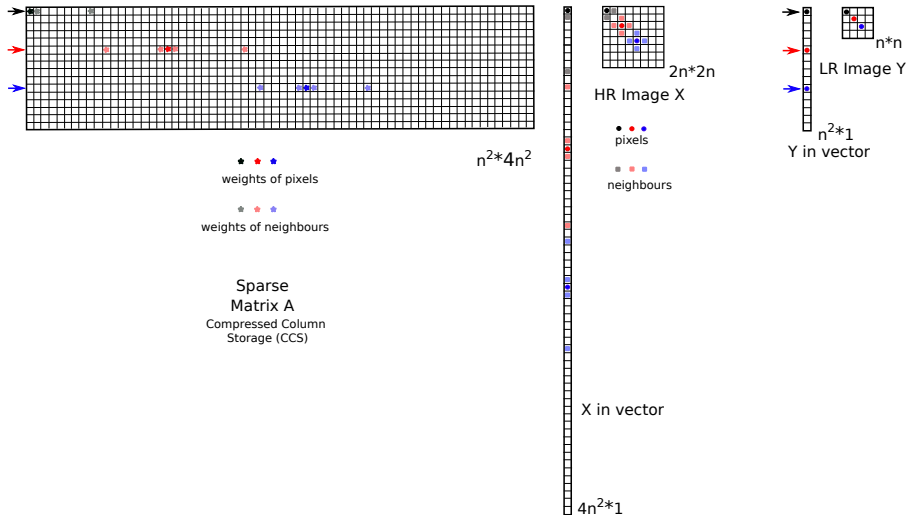 n²*4n²
weights of pixels
weights of neighbours
Sparse
Matrix A
Compressed Column
Storage (CCS)
2n*2n
HR Image X
pixels
neighbours
X in vector
4n²*1
n*n
LR Image Y
n²*1
Y in vector